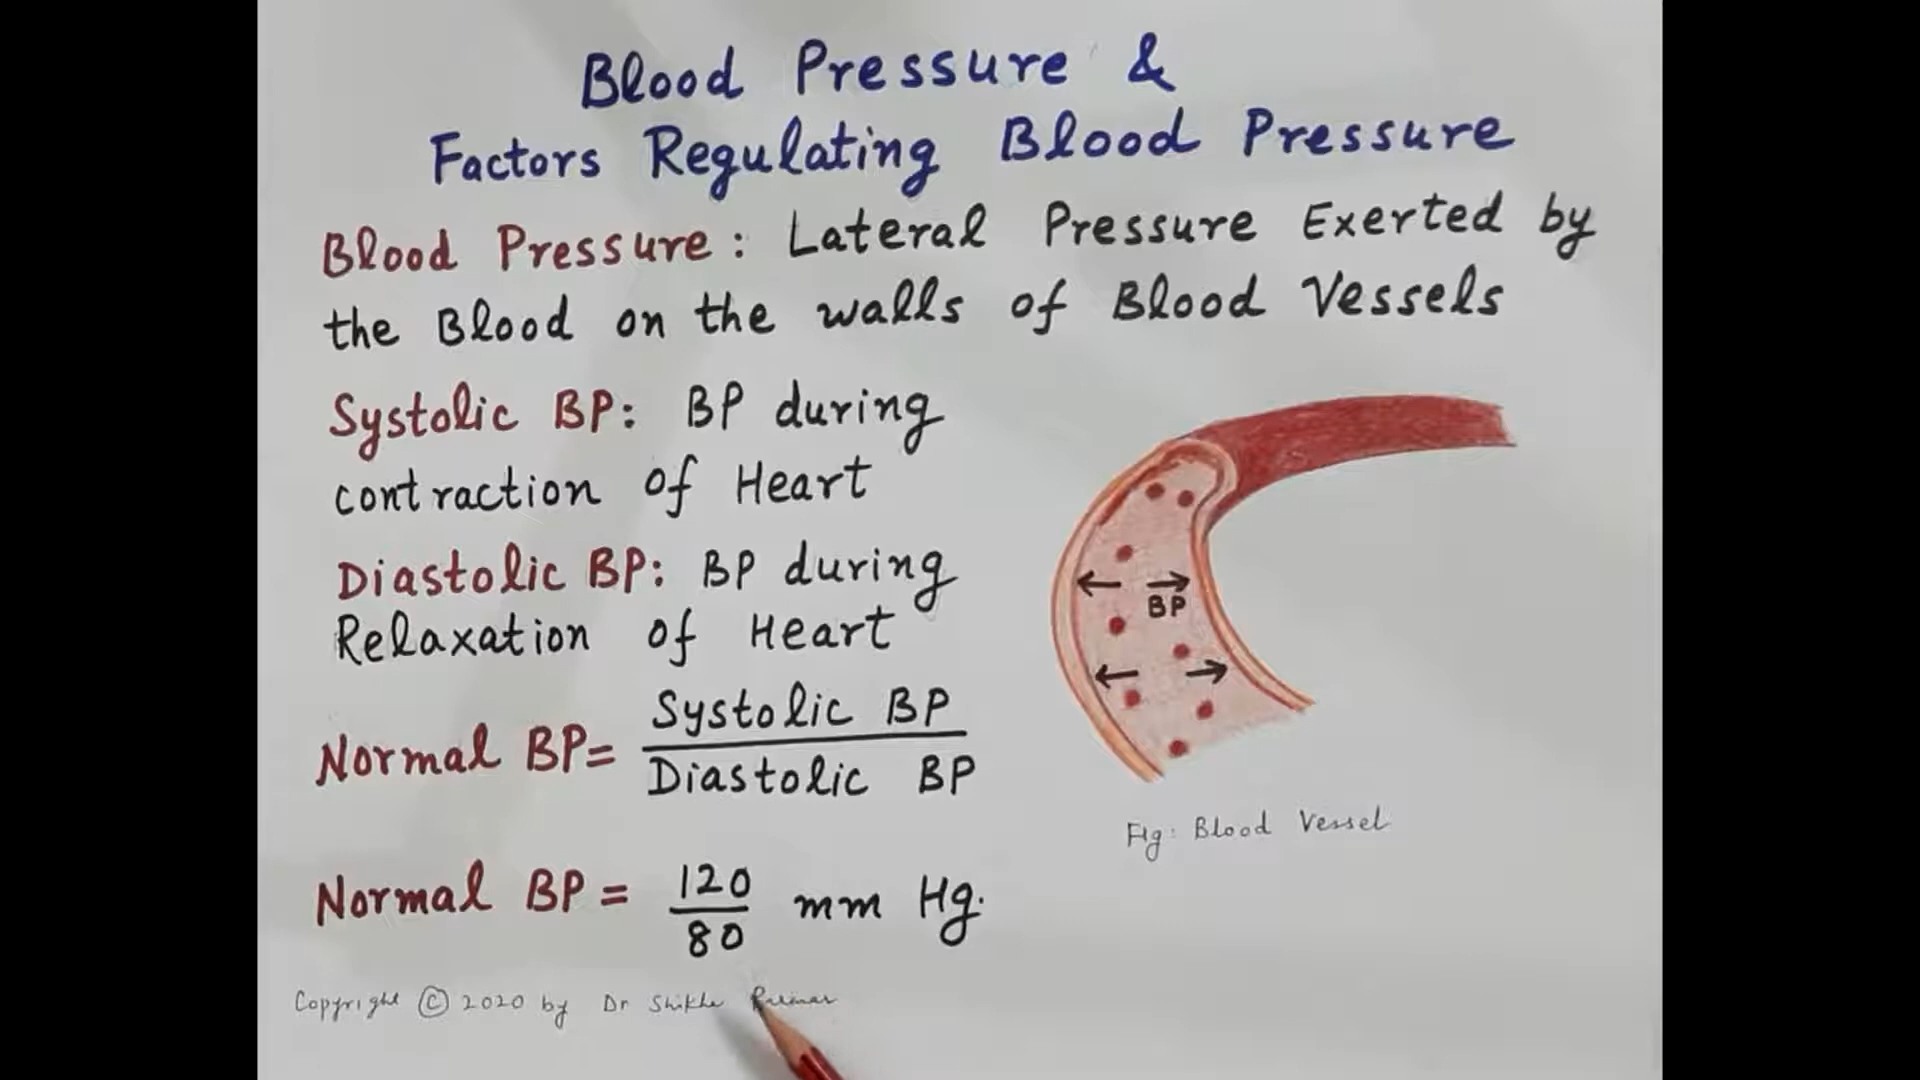 Blood Pressure &
Factors Regulating Blood Pressure
Blood Pressure: Lateral Pressure Exerted by
the Blood on the walls of Blood Vessels
Systolic BP: BP during
contraction of Heart
Diastolic BP: BP during
Relaxation of Heart
Normal BP= Systolic BP
Diastolic BP
BP
Fig: Blood Vessel
Normal BP = 120
80 mm Hg.
Copyright © 2020 by Dr Shikha